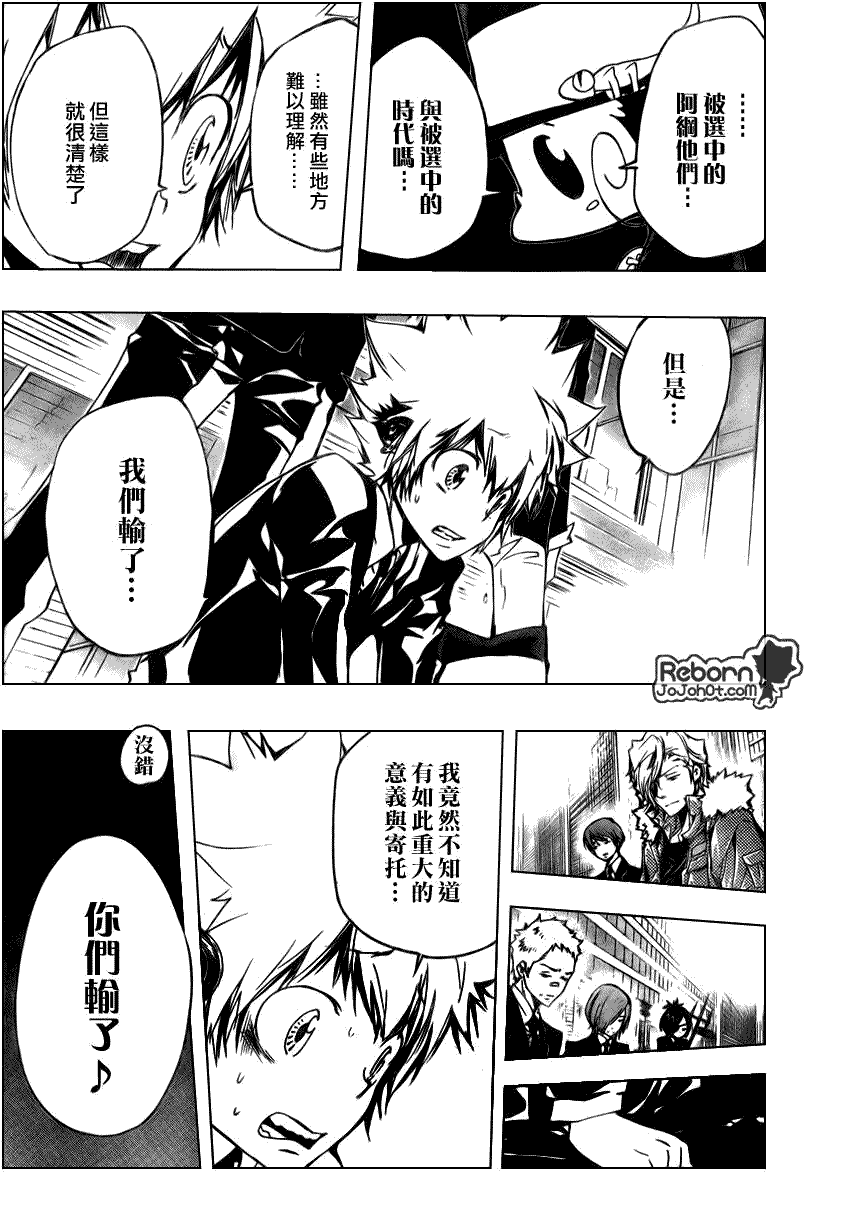 ……
被選中的
阿綱他們…
與被選中的
時代嗎…
…雖然有些地方
難以理解……
但這樣
就很清楚了
但是…
我們輸了…
Reborn
JoJohOt.com
我竟然不知道
有如此重大的
意義與寄托…
沒錯
你們輸了♪